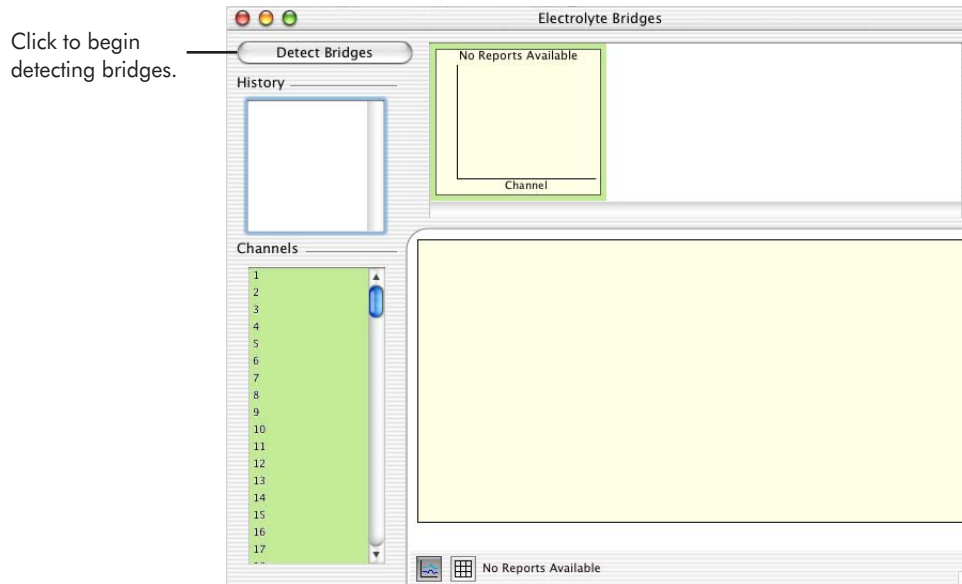 Electrolyte Bridges
Click to begin
detecting bridges.
Detect Bridges
History
No Reports Available
Channel
Channels
1
2
3
4
5
6
7
8
9
10
11
12
13
14
15
16
17
No Reports Available